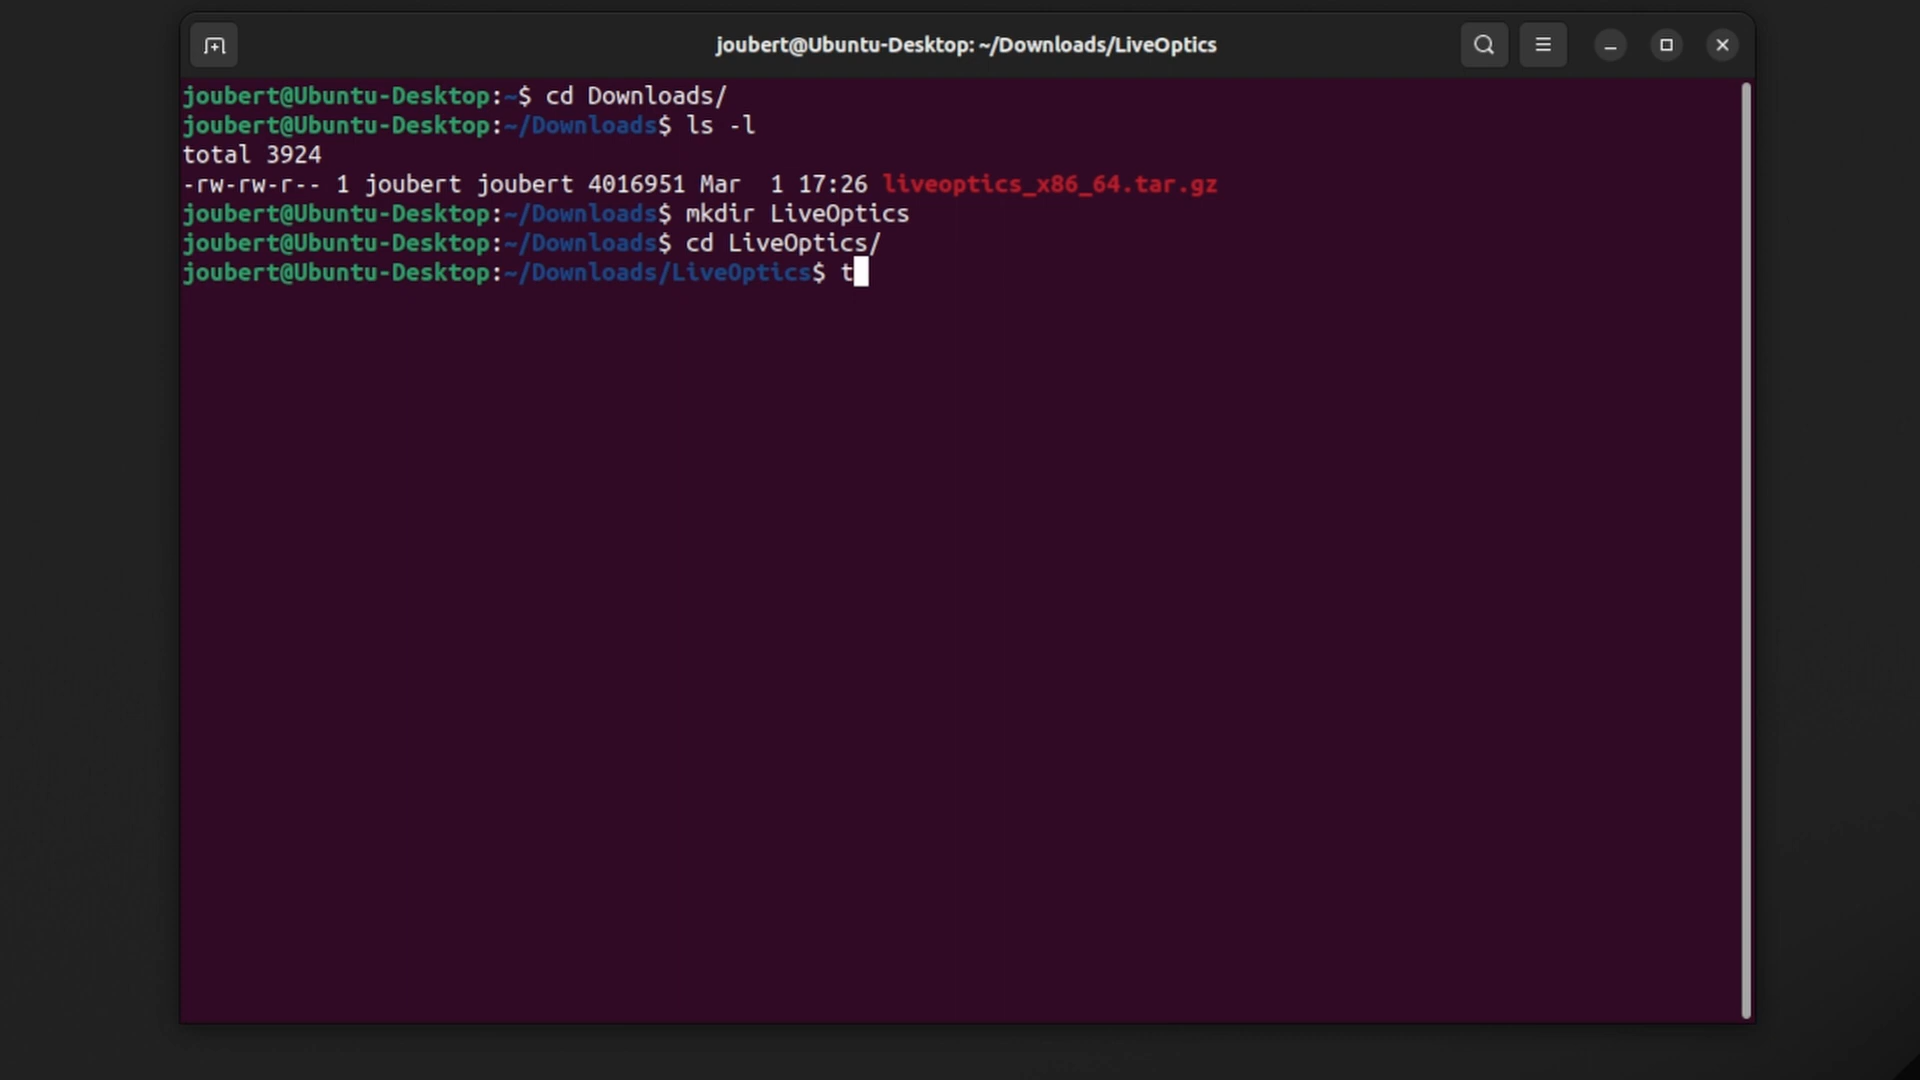 joubert@Ubuntu-Desktop: ~/Downloads/LiveOptics
joubert@Ubuntu-Desktop:~$ cd Downloads/
joubert@Ubuntu-Desktop:~/Downloads$ ls -l
total 3924
-rw-rw-r-- 1 joubert joubert 4016951 Mar  1 17:26 liveoptics_x86_64.tar.gz
joubert@Ubuntu-Desktop:~/Downloads$ mkdir LiveOptics
joubert@Ubuntu-Desktop:~/Downloads$ cd LiveOptics/
joubert@Ubuntu-Desktop:~/Downloads/LiveOptics$ t